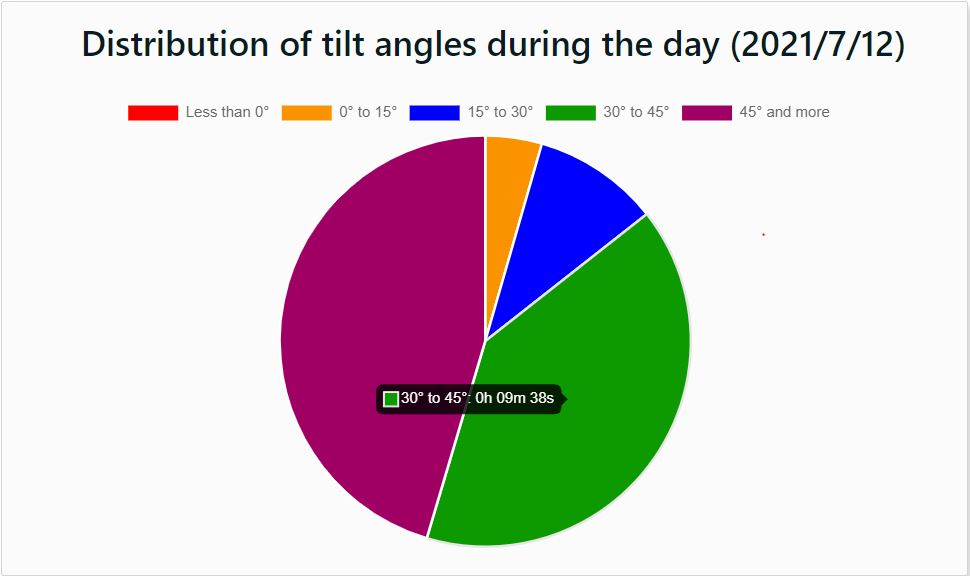 Distribution of tilt angles during the day (2021/7/12)
Less than 0° 0° to 15° 15° to 30° 30° to 45° 45° and more
30° to 45°: 0h 09m 38s